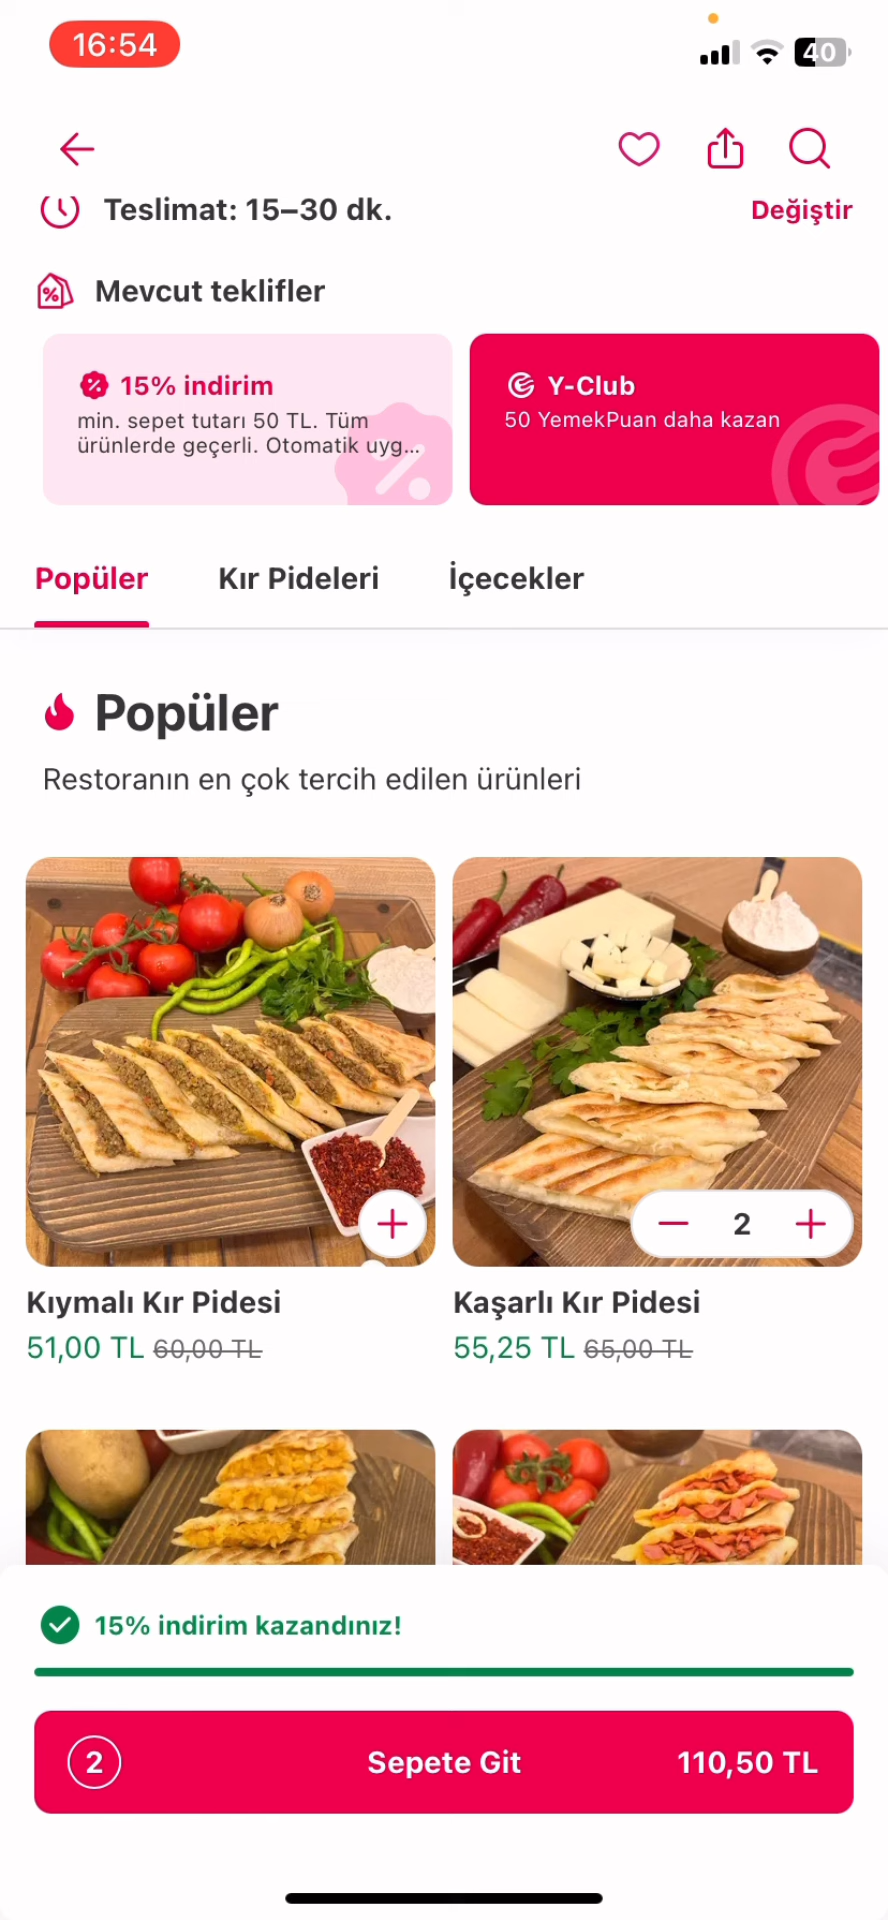 16:54
40
Teslimat: 15–30 dk.
Değiştir
Mevcut teklifler
15% indirim
min. sepet tutarı 50 TL. Tüm
ürünlerde geçerli. Otomatik uyg...
Y-Club
50 YemekPuan daha kazan
Popüler
Kır Pideleri
İçecekler
Popüler
Restoranın en çok tercih edilen ürünleri
2
Kıymalı Kır Pidesi
51,00 TL 60,00 TL
Kaşarlı Kır Pidesi
55,25 TL 65,00 TL
15% indirim kazandınız!
2
Sepete Git
110,50 TL